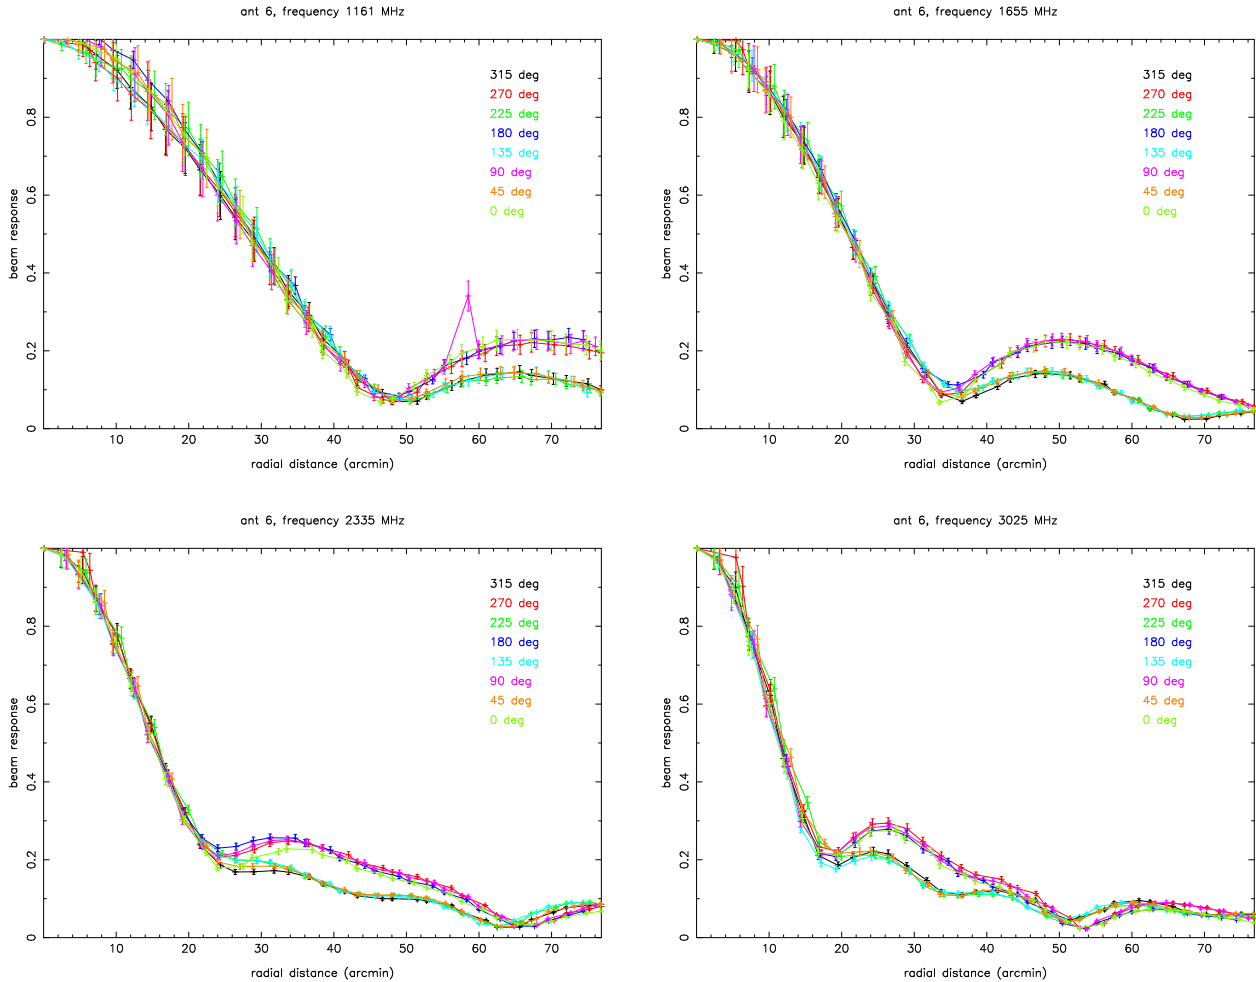 ant 6, frequency 1161 MHz
315 deg
270 deg
225 deg
180 deg
135 deg
90 deg
45 deg
0 deg
beam response
0
0.2
0.4
0.6
0.8
10
20
30
40
50
60
70
radial distance (arcmin)
ant 6, frequency 1655 MHz
315 deg
270 deg
225 deg
180 deg
135 deg
90 deg
45 deg
0 deg
beam response
0
0.2
0.4
0.6
0.8
10
20
30
40
50
60
70
radial distance (arcmin)
ant 6, frequency 2335 MHz
315 deg
270 deg
225 deg
180 deg
135 deg
90 deg
45 deg
0 deg
beam response
0
0.2
0.4
0.6
0.8
10
20
30
40
50
60
70
radial distance (arcmin)
ant 6, frequency 3025 MHz
315 deg
270 deg
225 deg
180 deg
135 deg
90 deg
45 deg
0 deg
beam response
0
0.2
0.4
0.6
0.8
10
20
30
40
50
60
70
radial distance (arcmin)